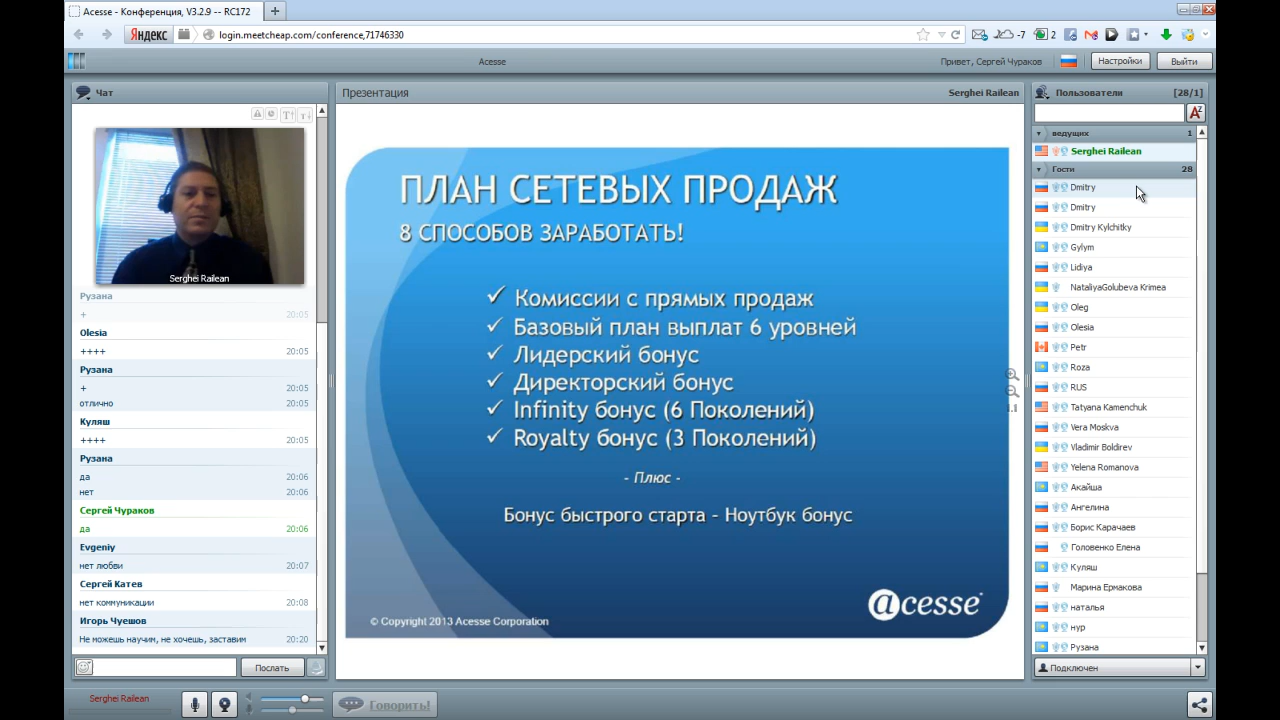 Acesse - Конференция, V3.2.9 -- RC172
Яндекс
login.meetcheap.com/conference,71746330
-7
2
Acesse
Привет, Сергей Чураков
Настройки
Выйти
Чат
Serghei Railean
Рузана
+ 20:05
Olesia
++++ 20:05
Рузана
+ 20:05
отлично 20:05
Куляш
++++ 20:05
Рузана
да 20:06
нет 20:06
Сергей Чураков
да 20:06
Evgeniy
нет любви 20:07
Сергей Катев
нет коммуникации 20:08
Игорь Чуешов
Не можешь научим, не хочешь, заставим 20:20
Послать
Презентация
Serghei Railean
ПЛАН СЕТЕВЫХ ПРОДАЖ
8 СПОСОБОВ ЗАРАБОТАТЬ!
✓ Комиссии с прямых продаж
✓ Базовый план выплат 6 уровней
✓ Лидерский бонус
✓ Директорский бонус
✓ Infinity бонус (6 Поколений)
✓ Royalty бонус (3 Поколений)
- Плюс -
Бонус быстрого старта – Ноутбук бонус
© Copyright 2013 Acesse Corporation
acesse
1.1
Пользователи [28/1]
ведущих 1
Serghei Railean
Гости 28
Dmitry
Dmitry
Dmitry Kylchitky
Gylym
Lidiya
NataliyaGolubeva Krimea
Oleg
Olesia
Petr
Roza
RUS
Tatyana Kamenchuk
Vera Moskva
Vladimir Boldirev
Yelena Romanova
Акайша
Ангелина
Борис Карачаев
Головенко Елена
Куляш
Марина Ермакова
наталья
нур
Рузана
Подключен
Serghei Railean
Говорить!